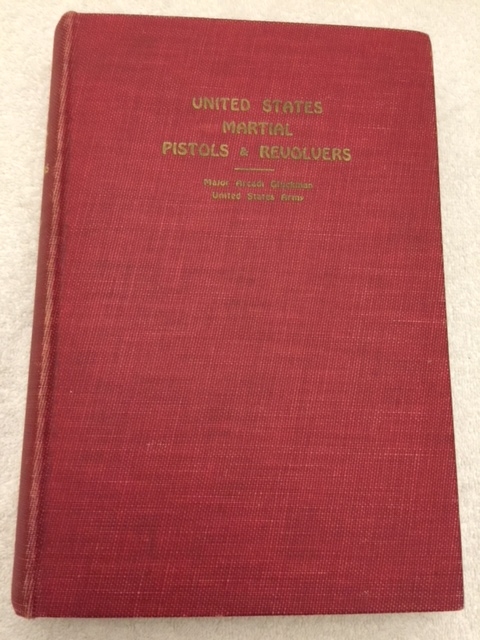 UNITED STATES
MARTIAL
PISTOLS & REVOLVERS
Major Arcadi Gluckman
United States Army